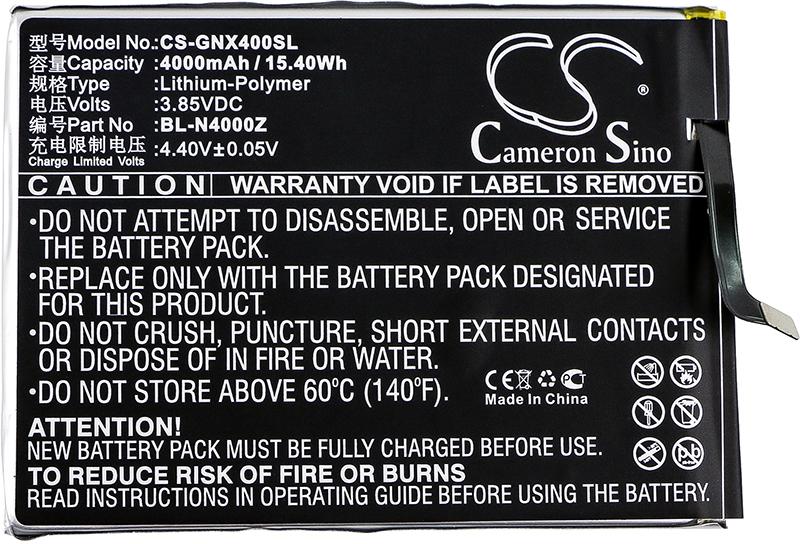 型号Model No.:CS-GNX400SL
容量Capacity :4000mAh / 15.40Wh
规格Type :Lithium-Polymer
电压Volts :3.85VDC
编号Part No :BL-N4000Z
充电限制电压:4.40V±0.05V
Charge Limited Volts
CS
®
Cameron Sino
CAUTION WARRANTY VOID IF LABEL IS REMOVED
•DO NOT ATTEMPT TO DISASSEMBLE, OPEN OR SERVICE
THE BATTERY PACK.
•REPLACE ONLY WITH THE BATTERY PACK DESIGNATED
FOR THIS PRODUCT.
•DO NOT CRUSH, PUNCTURE, SHORT EXTERNAL CONTACTS
OR DISPOSE OF IN FIRE OR WATER.
•DO NOT STORE ABOVE 60°C (140°F).
CE PC
Made In China
ATTENTION:
NEW BATTERY PACK MUST BE FULLY CHARGED BEFORE USE.
TO REDUCE RISK OF FIRE OR BURNS
READ INSTRUCTIONS IN OPERATING GUIDE BEFORE USING BATTERY.
Pb